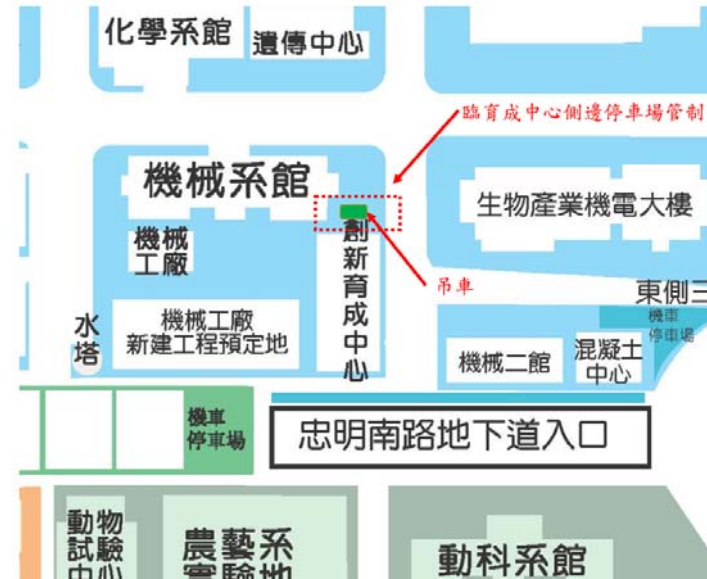 化學系館
遺傳中心
臨育成中心側邊停車場管制
機械系館
生物產業機電大樓
機械
工廠
創新育成中心
吊車
東側三
機車
停車場
水塔
機械工廠
新建工程預定地
機械二館
混凝土
中心
機車
停車場
忠明南路地下道入口
動物
試驗
中心
農藝系
實驗地
動科系館